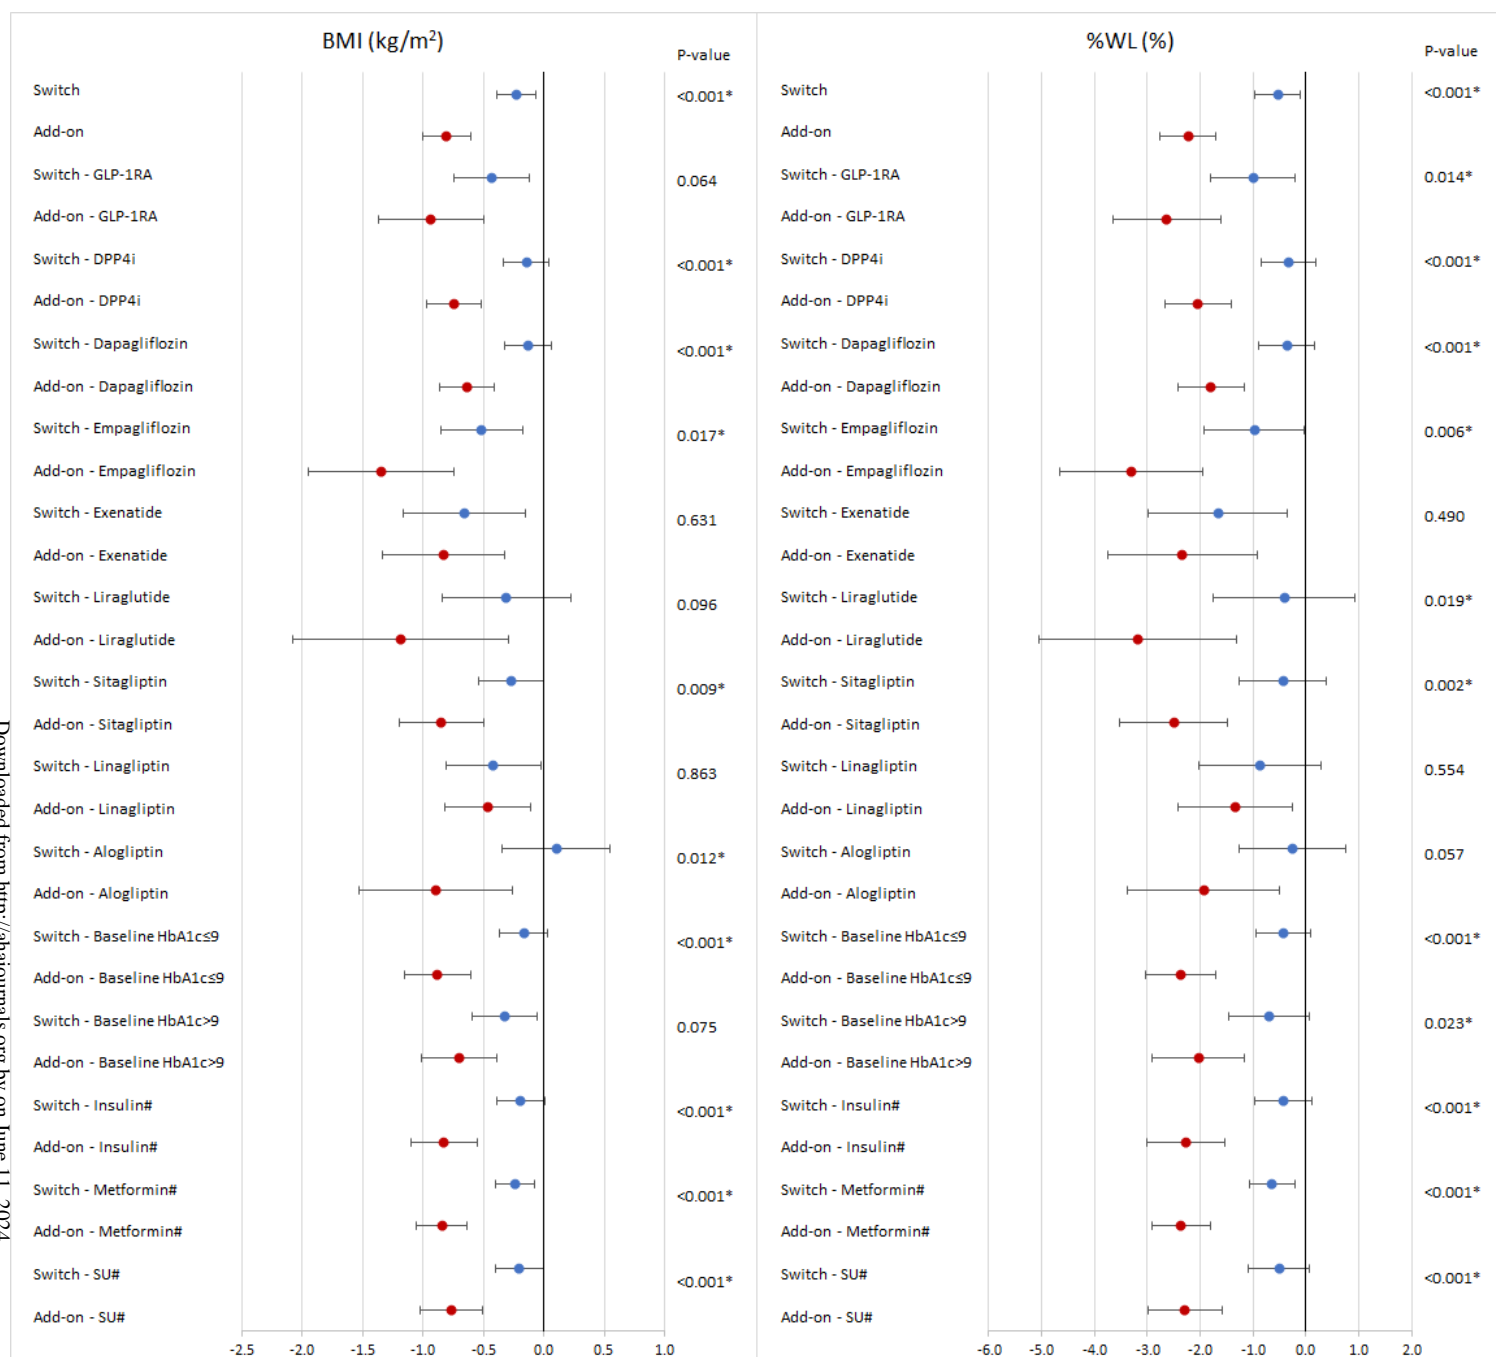 BMI (kg/m²)
P-value
Switch
<0.001*
Add-on
Switch - GLP-1RA
0.064
Add-on - GLP-1RA
Switch - DPP4i
<0.001*
Add-on - DPP4i
Switch - Dapagliflozin
<0.001*
Add-on - Dapagliflozin
Switch - Empagliflozin
0.017*
Add-on - Empagliflozin
Switch - Exenatide
0.631
Add-on - Exenatide
Switch - Liraglutide
0.096
Add-on - Liraglutide
Switch - Sitagliptin
0.009*
Add-on - Sitagliptin
Switch - Linagliptin
0.863
Add-on - Linagliptin
Switch - Alogliptin
0.012*
Add-on - Alogliptin
Switch - Baseline HbA1c≤9
<0.001*
Add-on - Baseline HbA1c≤9
Switch - Baseline HbA1c>9
0.075
Add-on - Baseline HbA1c>9
Switch - Insulin#
<0.001*
Add-on - Insulin#
Switch - Metformin#
<0.001*
Add-on - Metformin#
Switch - SU#
<0.001*
Add-on - SU#
-2.5 -2.0 -1.5 -1.0 -0.5 0.0 0.5 1.0
%WL (%)
P-value
Switch
<0.001*
Add-on
Switch - GLP-1RA
0.014*
Add-on - GLP-1RA
Switch - DPP4i
<0.001*
Add-on - DPP4i
Switch - Dapagliflozin
<0.001*
Add-on - Dapagliflozin
Switch - Empagliflozin
0.006*
Add-on - Empagliflozin
Switch - Exenatide
0.490
Add-on - Exenatide
Switch - Liraglutide
0.019*
Add-on - Liraglutide
Switch - Sitagliptin
0.002*
Add-on - Sitagliptin
Switch - Linagliptin
0.554
Add-on - Linagliptin
Switch - Alogliptin
0.057
Add-on - Alogliptin
Switch - Baseline HbA1c≤9
<0.001*
Add-on - Baseline HbA1c≤9
Switch - Baseline HbA1c>9
0.023*
Add-on - Baseline HbA1c>9
Switch - Insulin#
<0.001*
Add-on - Insulin#
Switch - Metformin#
<0.001*
Add-on - Metformin#
Switch - SU#
<0.001*
Add-on - SU#
-6.0 -5.0 -4.0 -3.0 -2.0 -1.0 0.0 1.0 2.0
Downloaded from http://ahajournals.org by on June 11, 2024